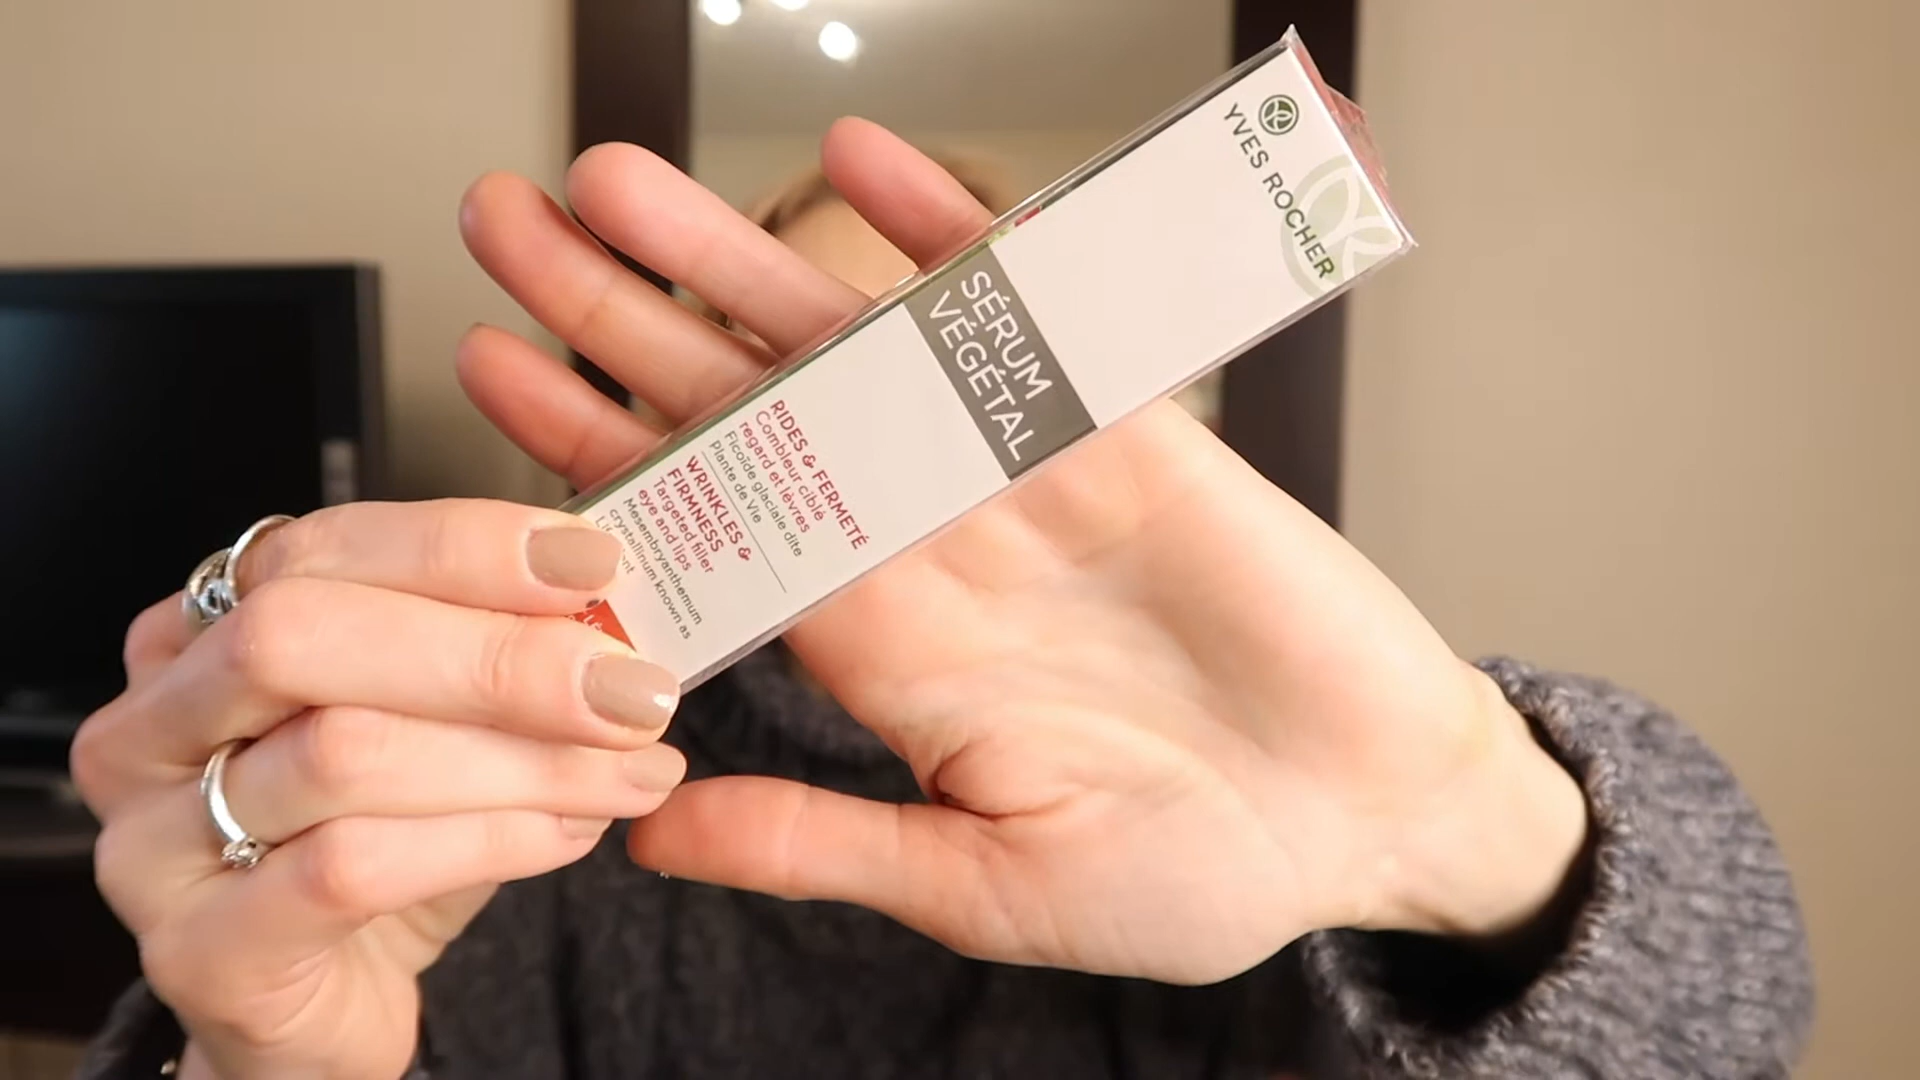 YVES ROCHER
SÉRUM
VÉGÉTAL
RIDES & FERMETÉ
Combleur ciblé
regard et lèvres
Ficoïde glaciale dite
Plante de Vie
WRINKLES &
FIRMNESS
Targeted filler
eye and lips
Mesembryanthemum
crystallinum known as